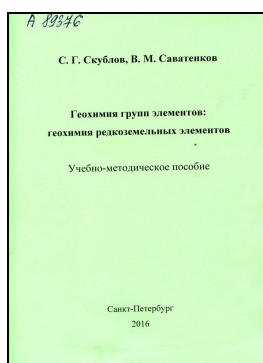 А 89376
С. Г. Скублов, В. М. Саватенков
Геохимия групп элементов:
геохимия редкоземельных элементов
Учебно-методическое пособие
Санкт-Петербург
2016